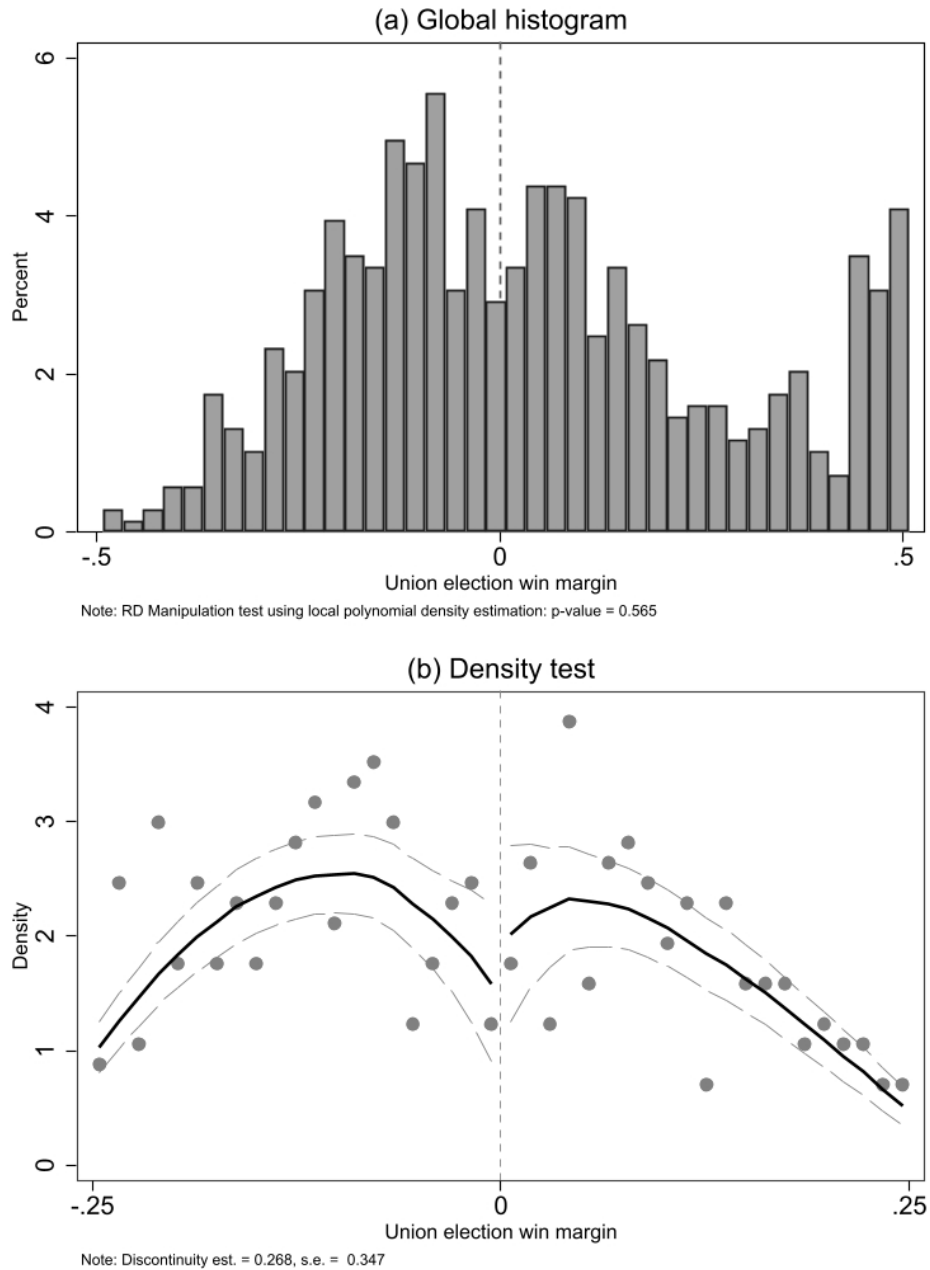 (a) Global histogram
6
4
2
0
Percent
-.5
0
.5
Union election win margin
Note: RD Manipulation test using local polynomial density estimation: p-value = 0.565
(b) Density test
4
3
2
1
0
Density
-.25
0
.25
Union election win margin
Note: Discontinuity est. = 0.268, s.e. = 0.347